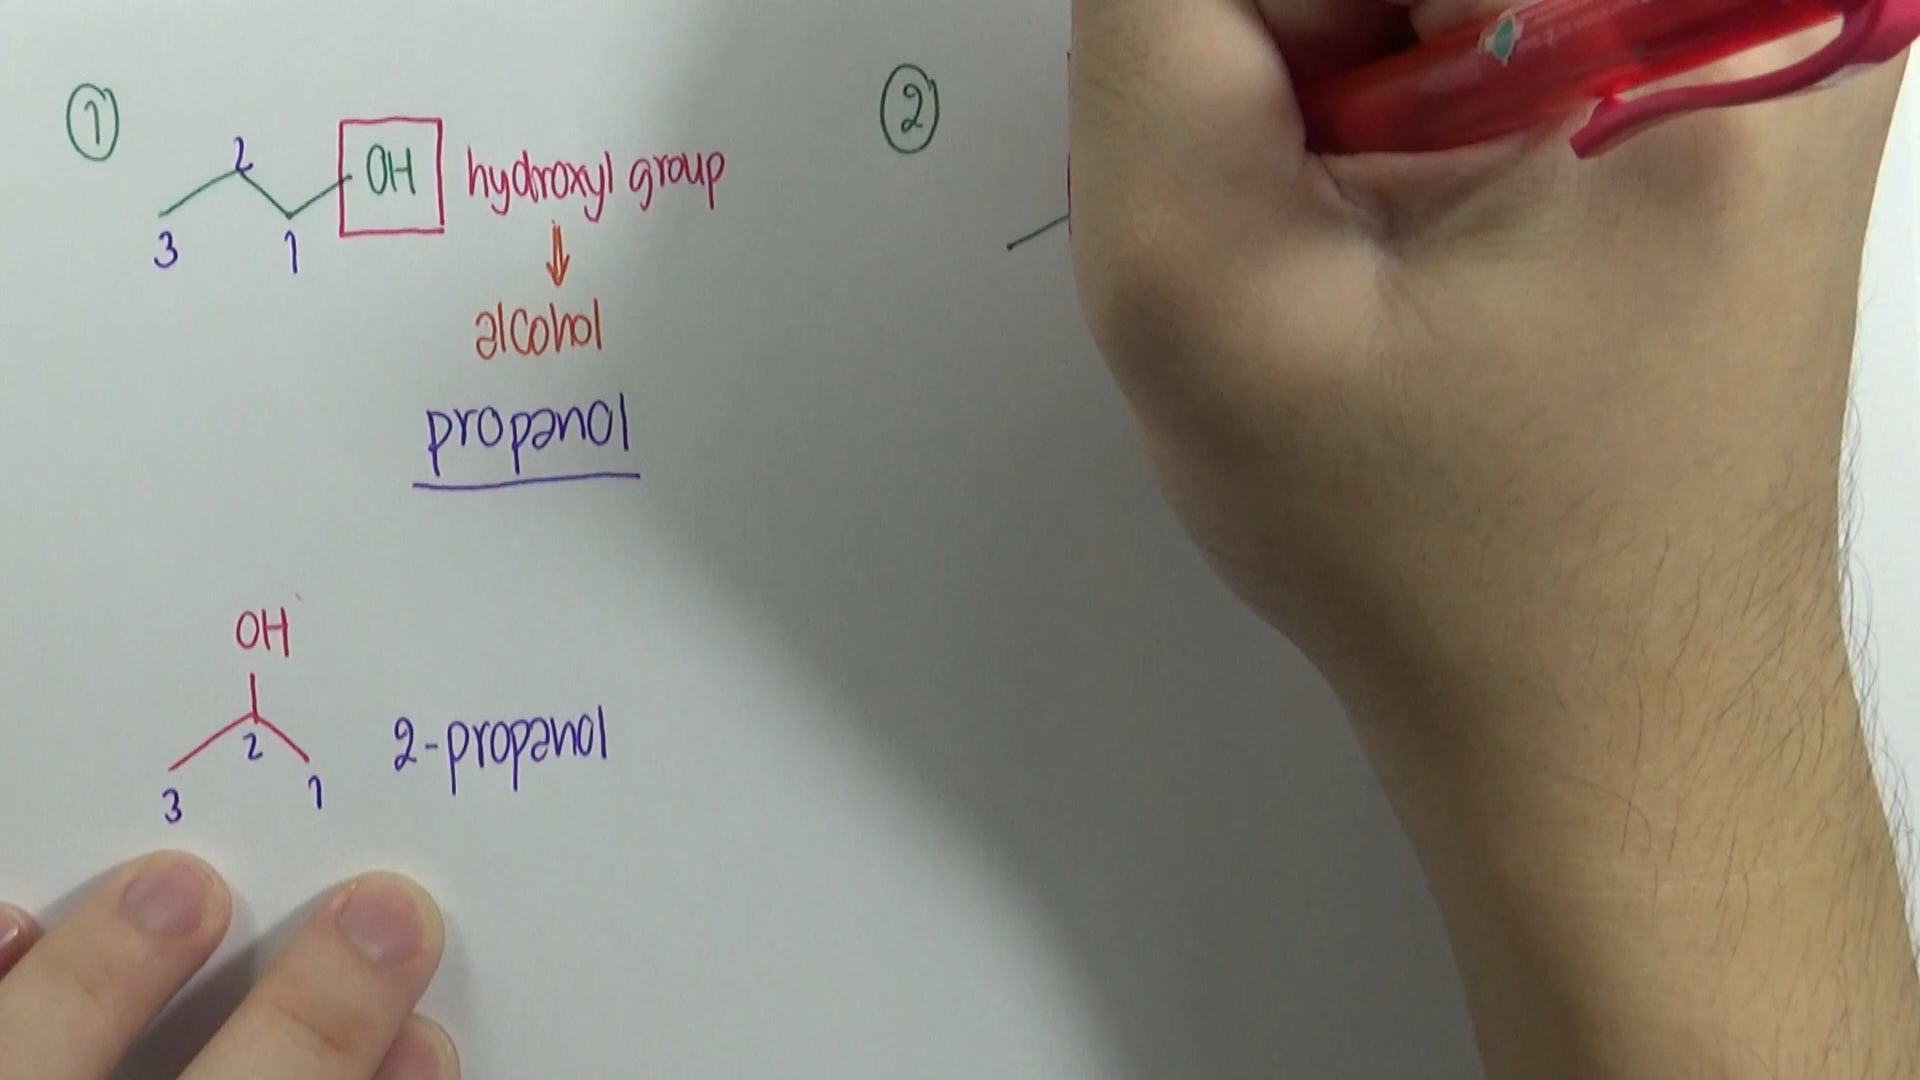 1
2
OH hydroxyl group
3 1
alcohol
propanol
OH
2 2-propanol
3 1
2